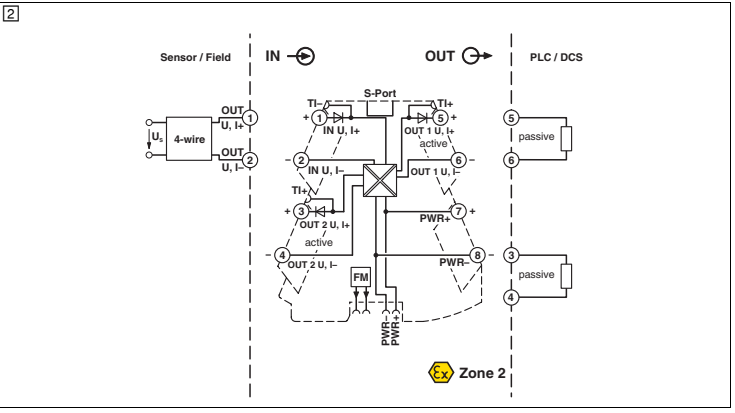 2
Sensor / Field
IN
OUT
PLC / DCS
S-Port
TI–
TI+
OUT
U, I+
1
+ 1
5 +
5
IN U, I+
OUT 1 U, I+
active
Us
4-wire
passive
OUT
U, I–
2
– 2
6 –
6
IN U, I–
OUT 1 U, I–
TI+
+ 3
7 +
OUT 2 U, I+
PWR+
active
– 4
8 –
3
OUT 2 U, I–
PWR–
FM
passive
4
PWR–
PWR+
Ex
Zone 2